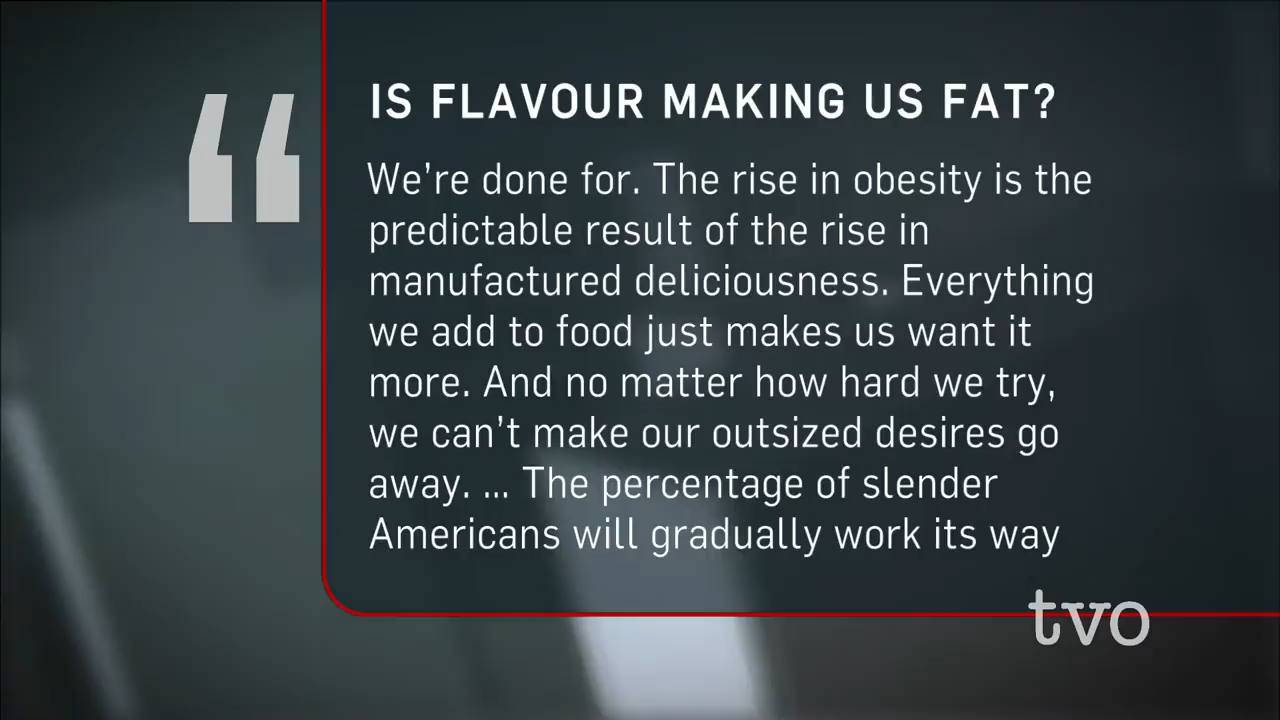 “
IS FLAVOUR MAKING US FAT?
We’re done for. The rise in obesity is the
predictable result of the rise in
manufactured deliciousness. Everything
we add to food just makes us want it
more. And no matter how hard we try,
we can’t make our outsized desires go
away. ... The percentage of slender
Americans will gradually work its way
tvo